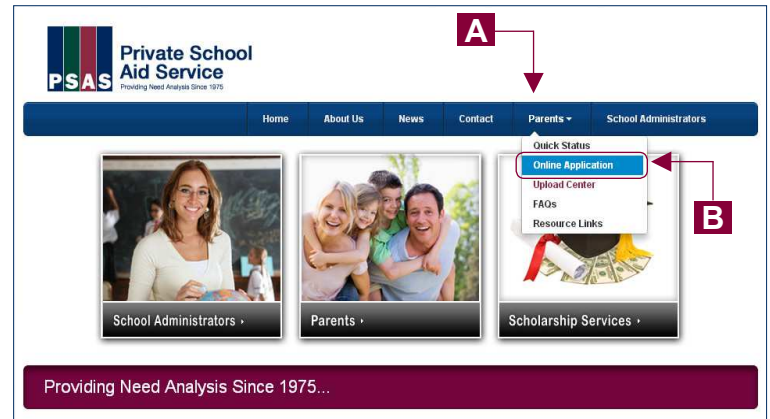 A
Private School
Aid Service
PSAS
Providing Need Analysis Since 1975
Home About Us News Contact Parents School Administrators
Quick Status
Online Application
Upload Center
FAQs
Resource Links
B
School Administrators
Parents
Scholarship Services
Providing Need Analysis Since 1975...